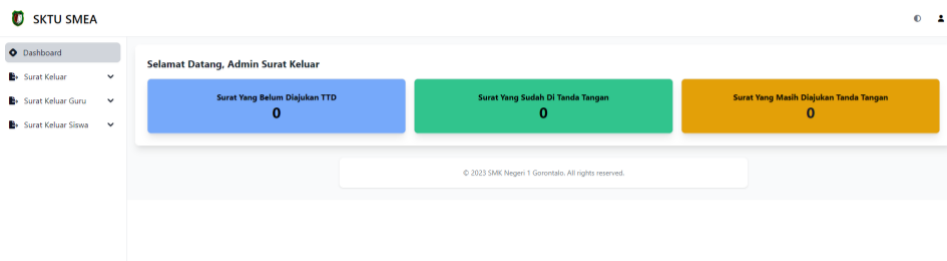 SKTU SMEA
Dashboard
Surat Keluar
Surat Keluar Guru
Surat Keluar Siswa
Selamat Datang, Admin Surat Keluar
Surat Yang Belum Diajukan TTD
0
Surat Yang Sudah Di Tanda Tangan
0
Surat Yang Masih Diajukan Tanda Tangan
0
© 2023 SMK Negeri 1 Gorontalo. All rights reserved.